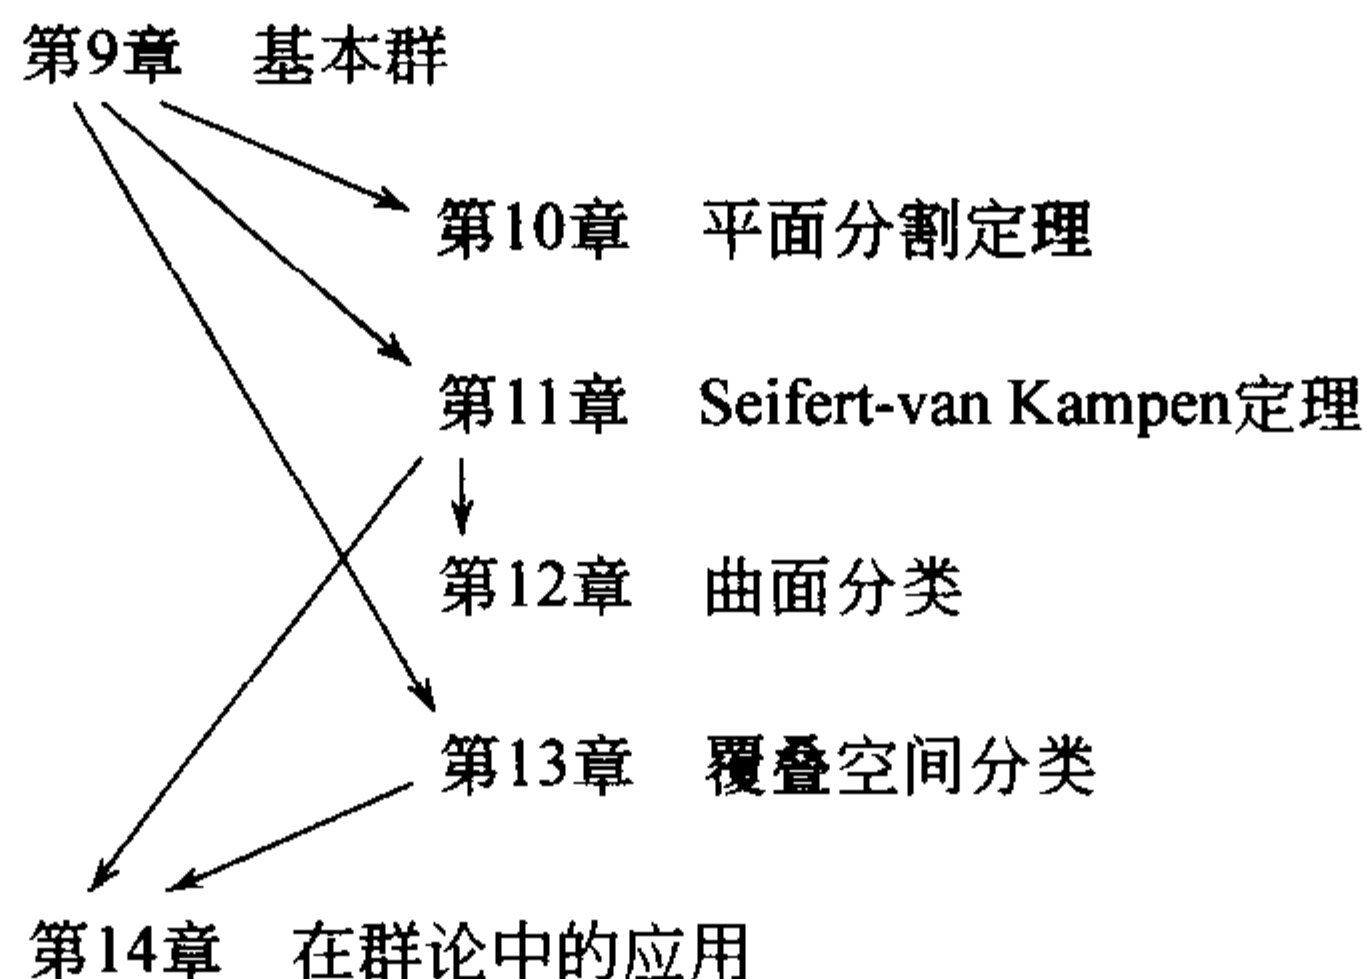 第9章 基本群
第10章 平面分割定理
第11章 Seifert-van Kampen定理
第12章 曲面分类
第13章 覆叠空间分类
第14章 在群论中的应用